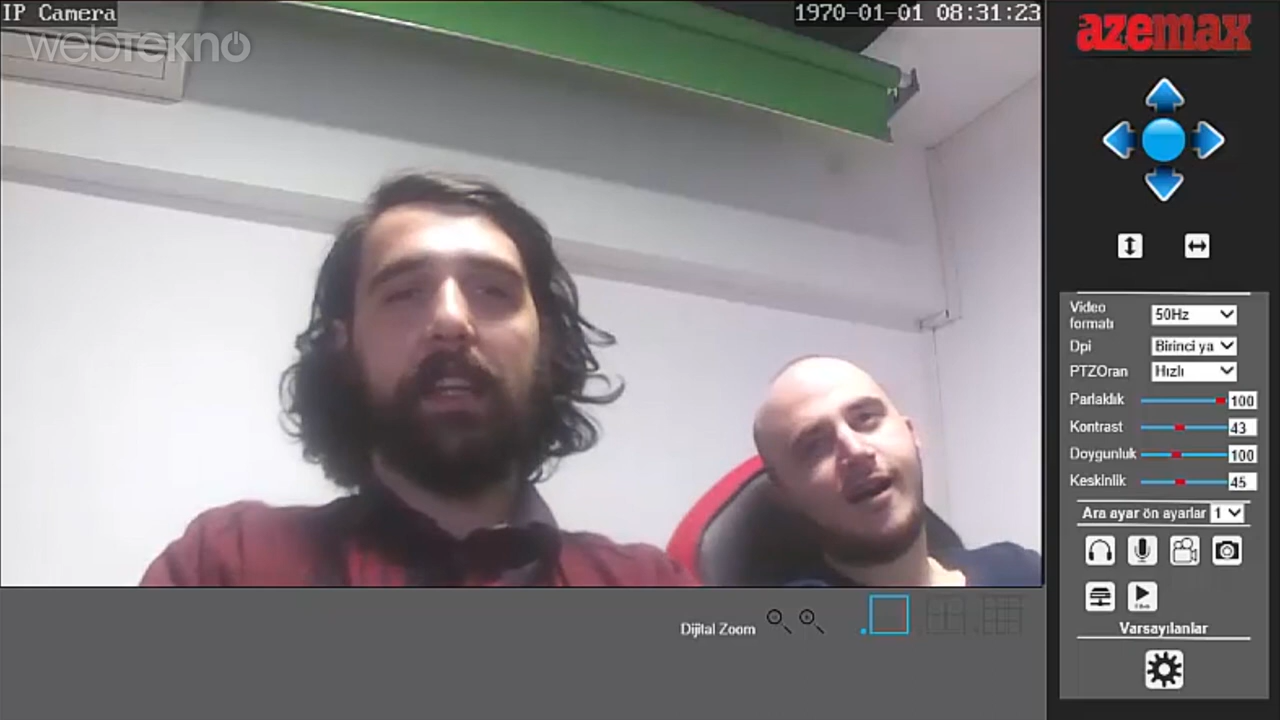 IP Camera
1970-01-01 08:31:23
webtekno
azemax
Video
formatı
50Hz
Dpi
Birinci ya
PTZOran
Hızlı
Parlaklık
100
Kontrast
43
Doygunluk
100
Keskinlik
45
Ara ayar ön ayarlar
1
Dijital Zoom
Varsayılanlar